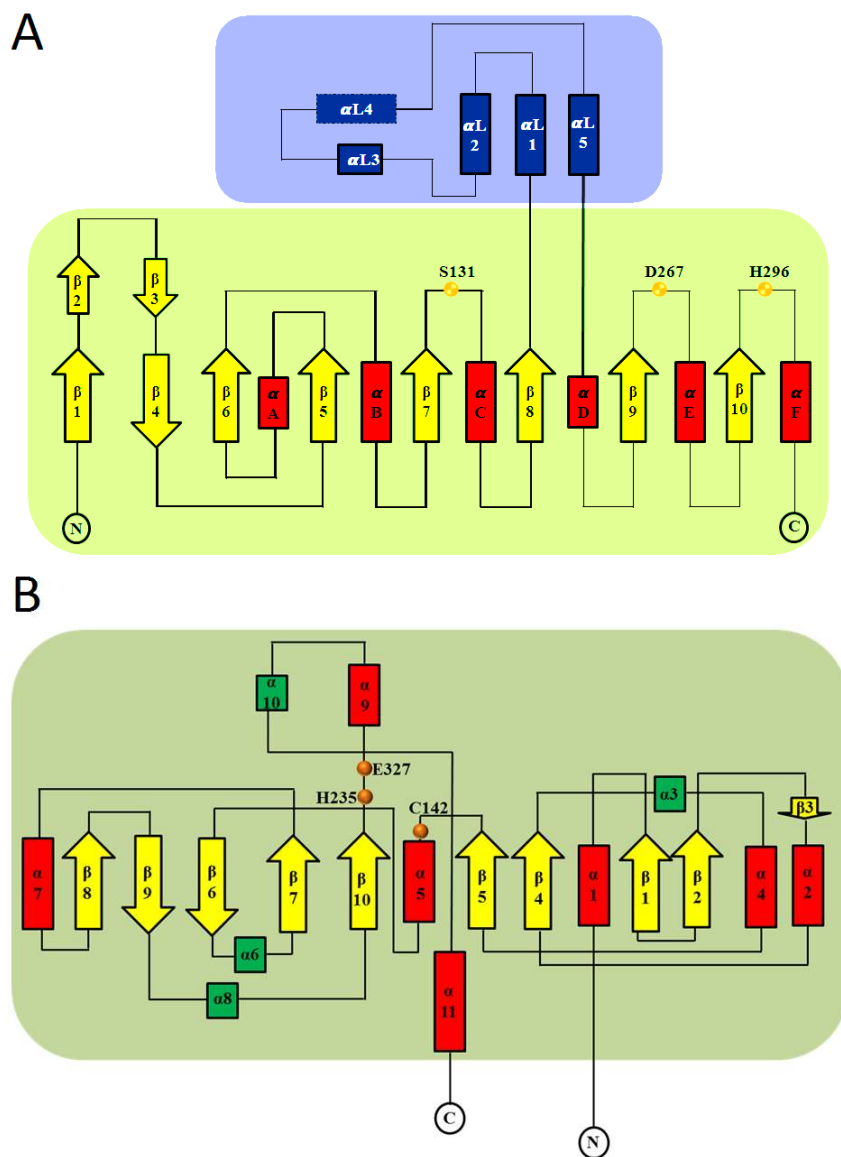 A
αL4
αL
2
αL
1
αL
5
αL3
S131
D267
H296
β
2
β
3
β
1
β
4
β
6
α
A
β
5
α
B
β
7
α
C
β
8
α
D
β
9
α
E
β
10
α
F
N
C
B
α
10
α
9
E327
H235
C142
α3
β3
α
7
β
8
β
9
β
6
β
7
β
10
α
5
β
5
β
4
α
1
β
1
β
2
α
4
α
2
α6
α8
α
11
C
N